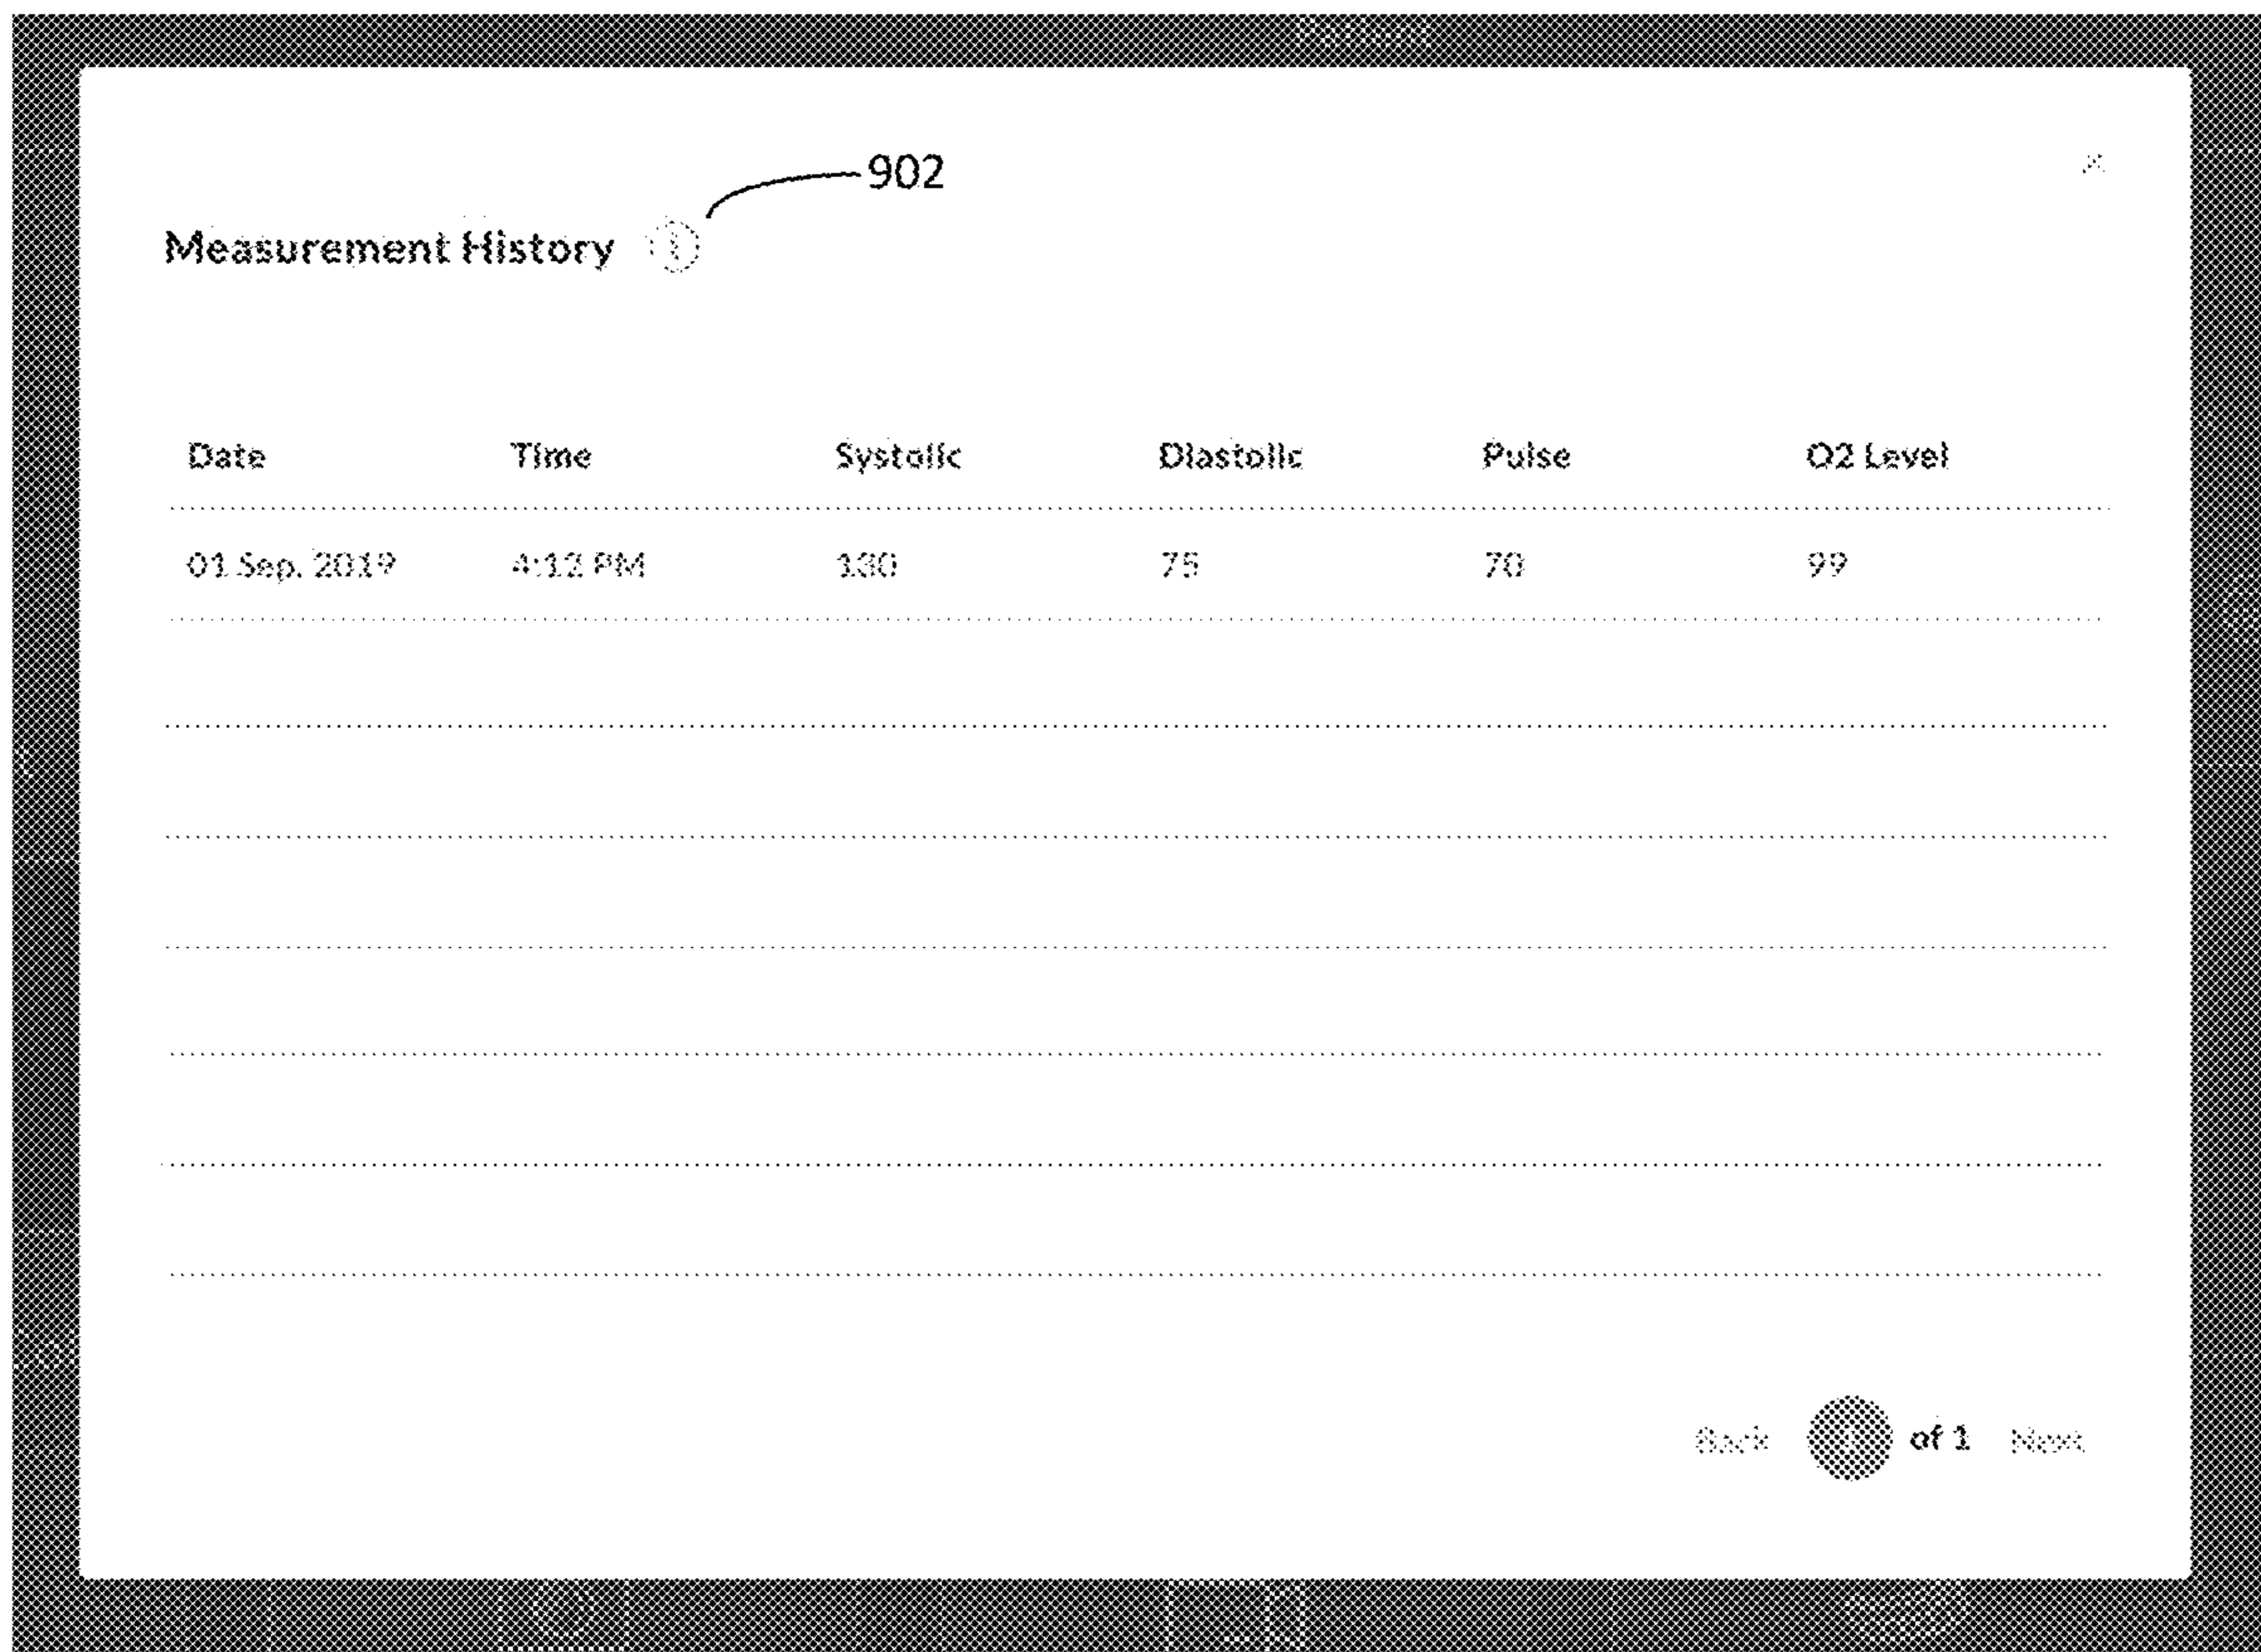 902
Measurement History
Date Time Systolic Diastolic Pulse O2 Level
01 Sep. 2019 4:12 PM 130 75 70 99
Back of 1 Next